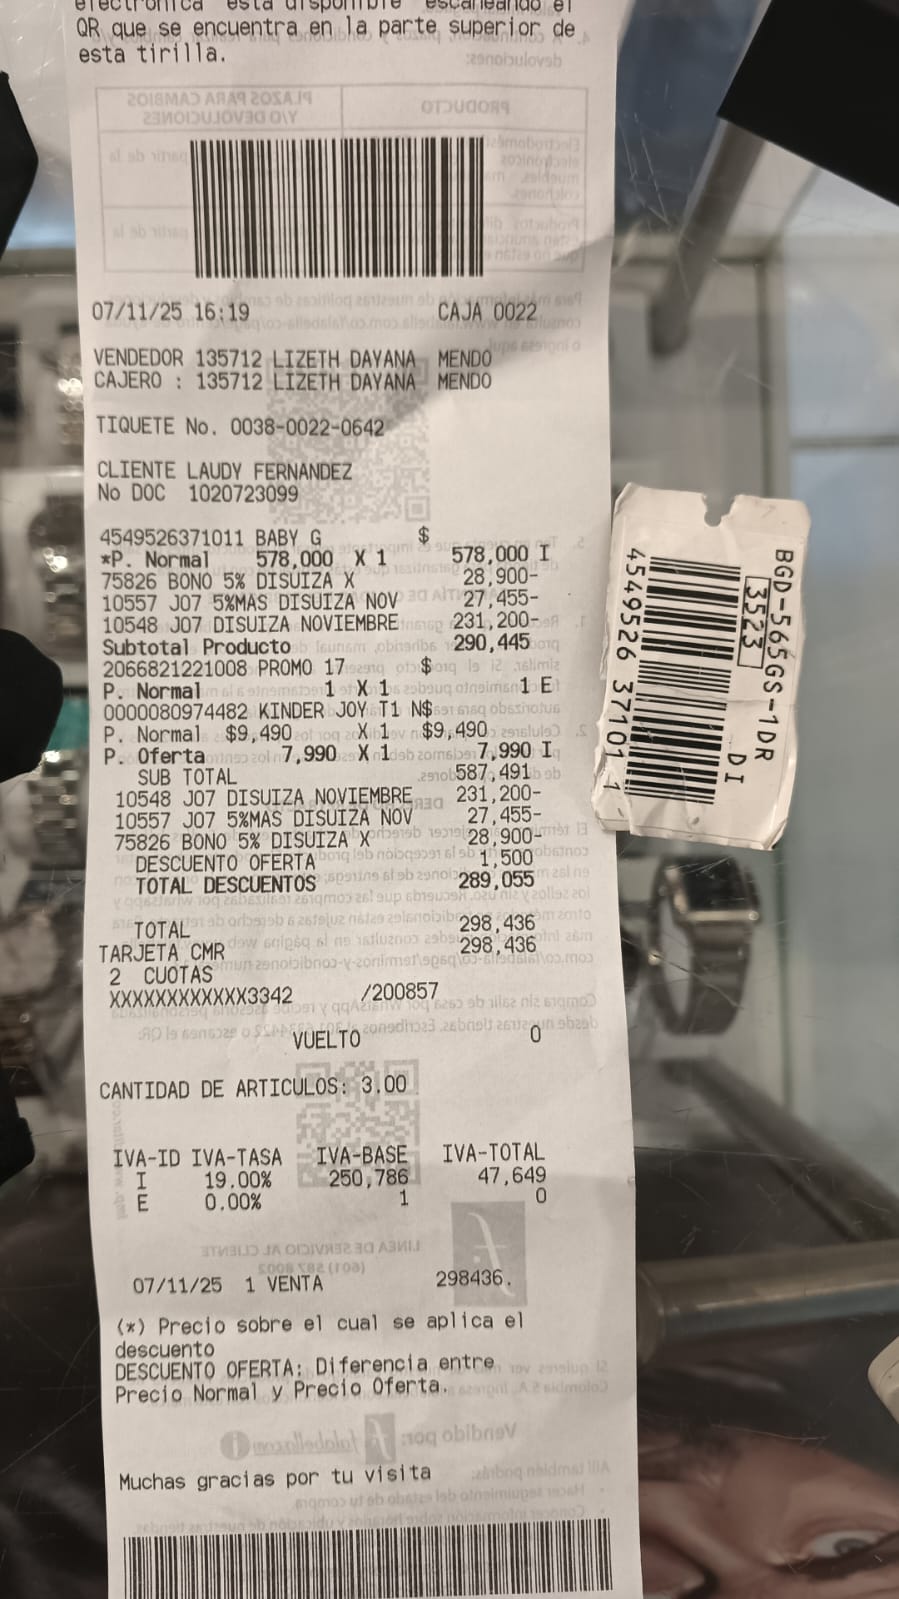 electrónica está disponible escaneando el
QR que se encuentra en la parte superior de
esta tirilla.
07/11/25 16:19 CAJA 0022
VENDEDOR 135712 LIZETH DAYANA MENDO
CAJERO : 135712 LIZETH DAYANA MENDO
TIQUETE No. 0038-0022-0642
CLIENTE LAUDY FERNANDEZ
No DOC 1020723099
4549526371011 BABY G $
*P. Normal 578,000 X 1 578,000 I
75826 BONO 5% DISUIZA X 28,900-
10557 J07 5%MAS DISUIZA NOV 27,455-
10548 J07 DISUIZA NOVIEMBRE 231,200-
Subtotal Producto 290,445
2066821221008 PROMO 17 $
P. Normal 1 X 1 1 E
0000080974482 KINDER JOY T1 N$
P. Normal $9,490 X 1 $9,490
P. Oferta 7,990 X 1 7,990 I
SUB TOTAL 587,491
10548 J07 DISUIZA NOVIEMBRE 231,200-
10557 J07 5%MAS DISUIZA NOV 27,455-
75826 BONO 5% DISUIZA X 28,900-
DESCUENTO OFERTA 1,500
TOTAL DESCUENTOS 289,055
TOTAL 298,436
TARJETA CMR 298,436
2 CUOTAS
XXXXXXXXXXXX3342 /200857
VUELTO 0
CANTIDAD DE ARTICULOS: 3.00
IVA-ID IVA-TASA IVA-BASE IVA-TOTAL
I 19.00% 250,786 47,649
E 0.00% 1 0
07/11/25 1 VENTA 298436.
(*) Precio sobre el cual se aplica el
descuento
DESCUENTO OFERTA: Diferencia entre
Precio Normal y Precio Oferta.
Muchas gracias por tu visita
BGD-565GS-1DR
3523 DI
4549526 37101 1